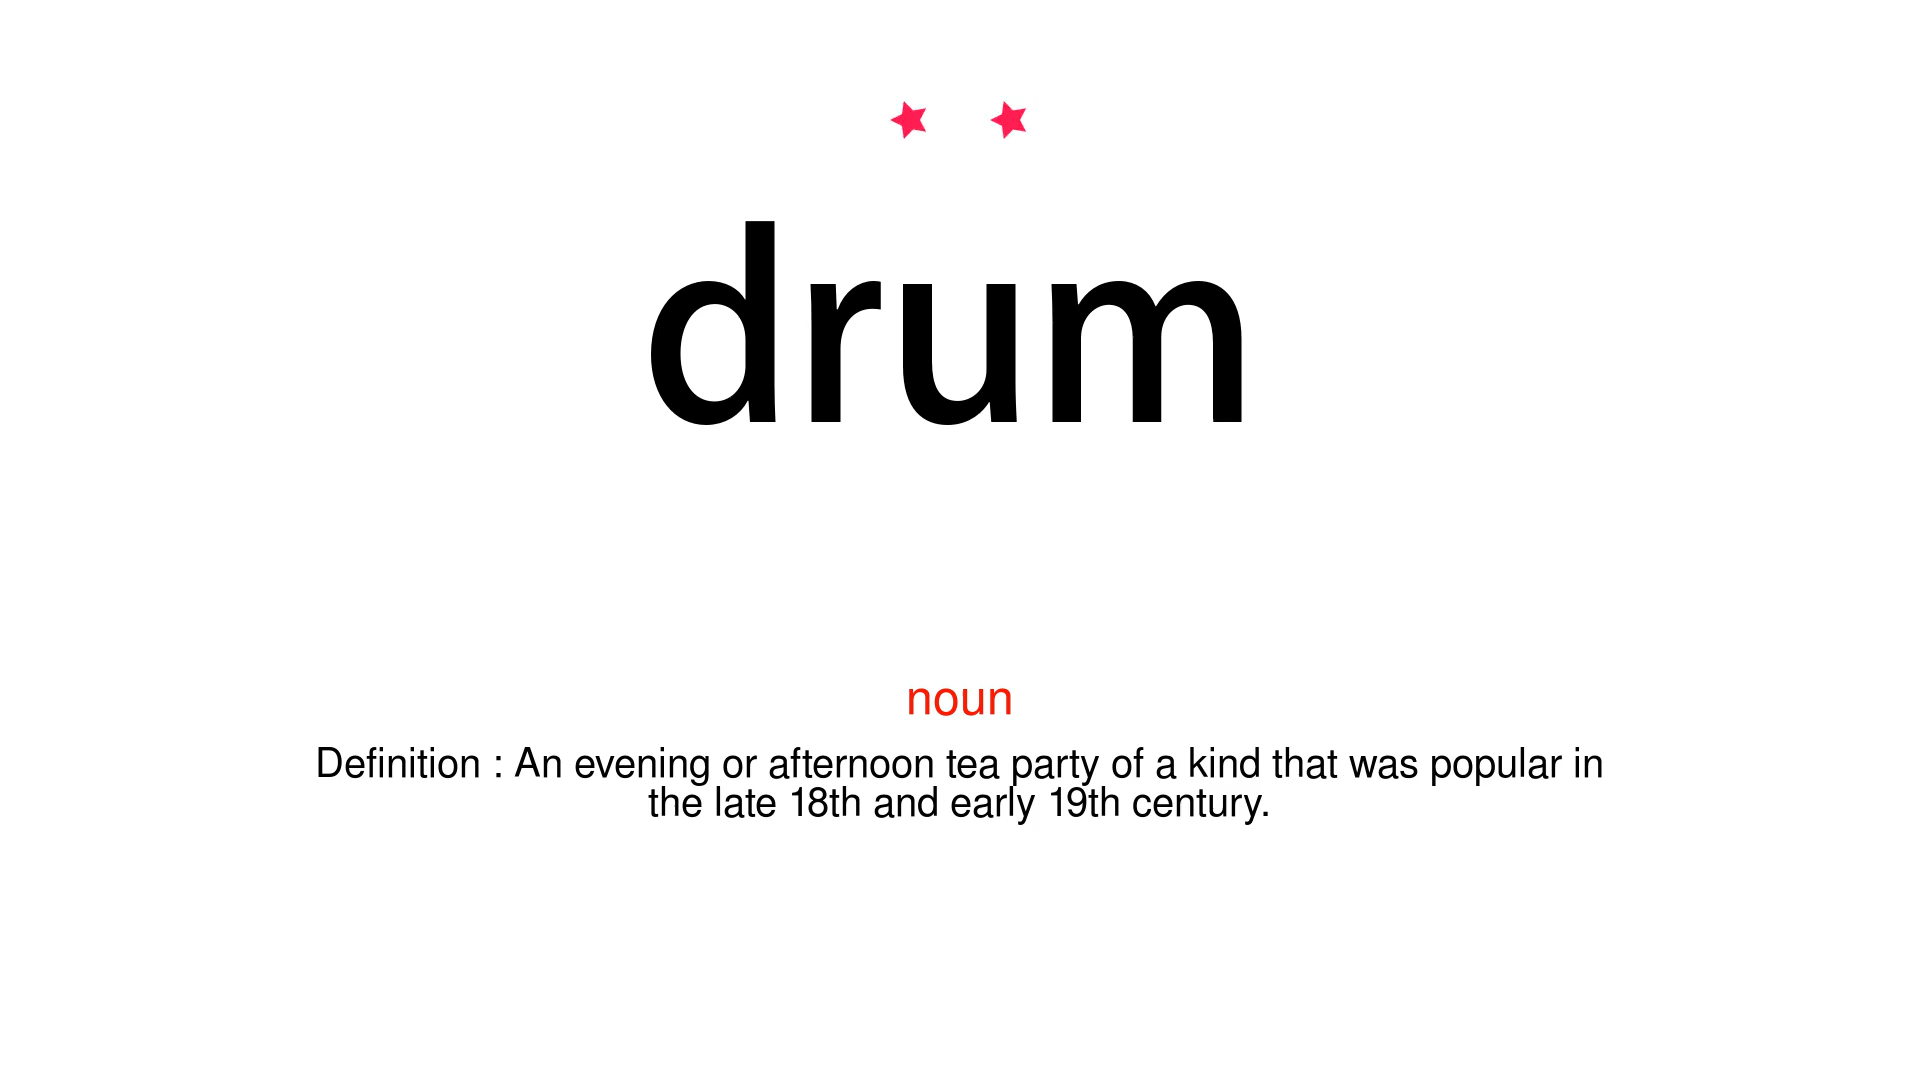 drum
noun
Definition : An evening or afternoon tea party of a kind that was popular in
the late 18th and early 19th century.